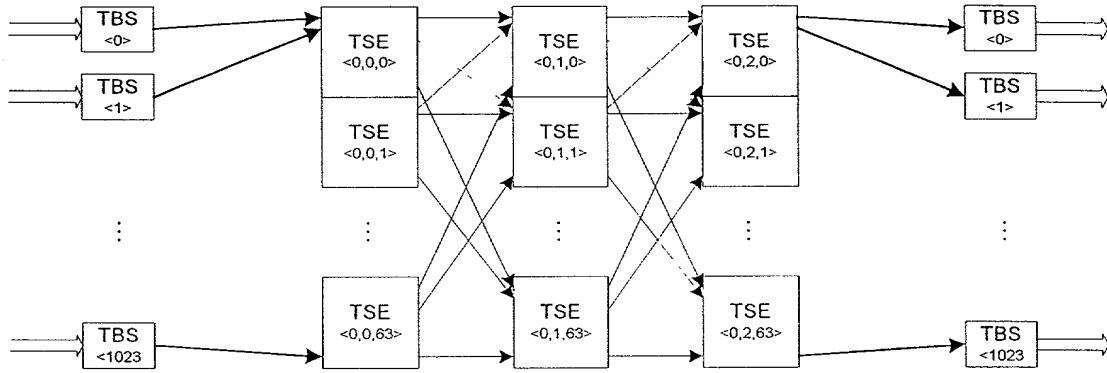 TBS
<0>
TSE
<0,0,0>
TSE
<0,1,0>
TSE
<0,2,0>
TBS
<0>
TBS
<1>
TBS
<1>
TSE
<0,0,1>
TSE
<0,1,1>
TSE
<0,2,1>
TSE
<0,0,63>
TSE
<0,1,63>
TSE
<0,2,63>
TBS
<1023
TBS
<1023